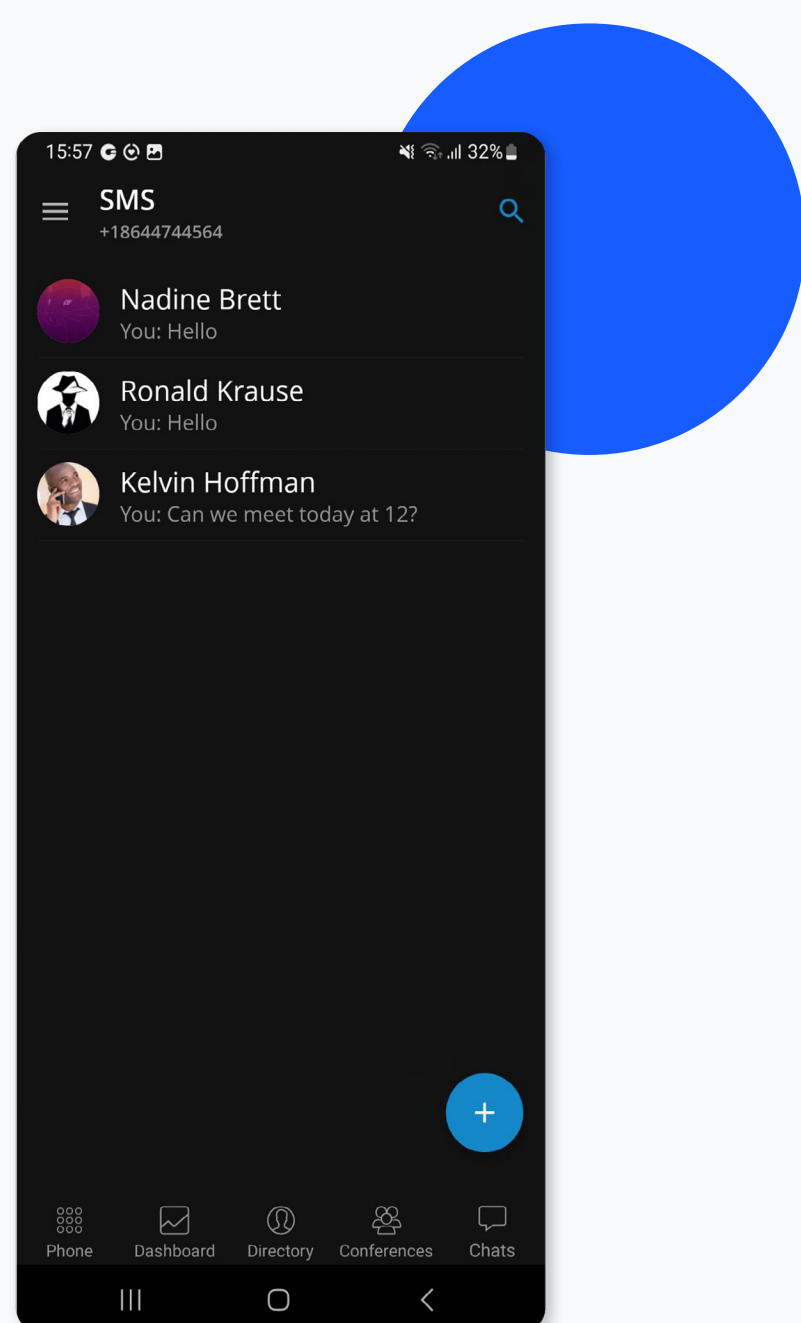 15:57 32%
SMS
+18644744564
Nadine Brett
You: Hello
Ronald Krause
You: Hello
Kelvin Hoffman
You: Can we meet today at 12?
Phone Dashboard Directory Conferences Chats